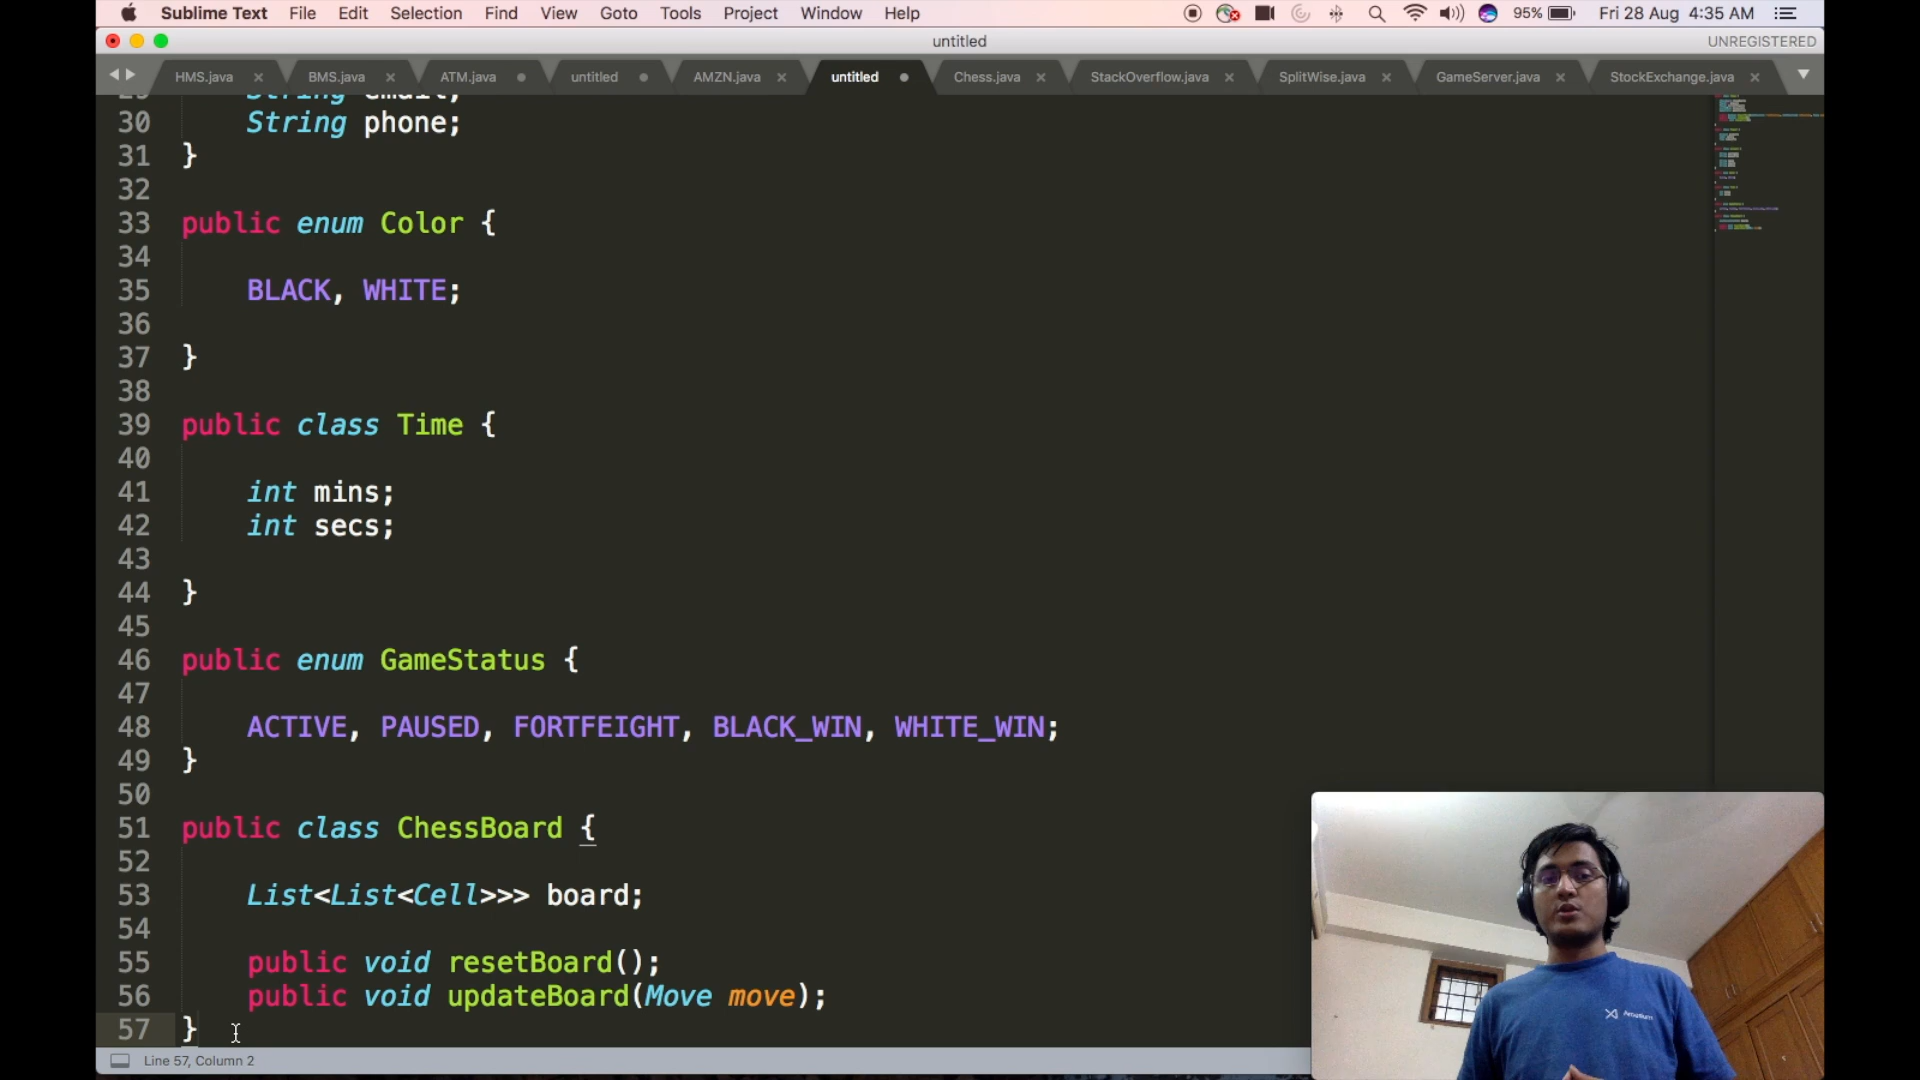 Sublime Text File Edit Selection Find View Goto Tools Project Window Help 95% Fri 28 Aug 4:35 AM
untitled UNREGISTERED
HMS.java BMS.java ATM.java untitled AMZN.java untitled Chess.java StackOverflow.java SplitWise.java GameServer.java StockExchange.java
29 String email;
30 String phone;
31 }
32
33 public enum Color {
34
35 BLACK, WHITE;
36
37 }
38
39 public class Time {
40
41 int mins;
42 int secs;
43
44 }
45
46 public enum GameStatus {
47
48 ACTIVE, PAUSED, FORTFEIGHT, BLACK_WIN, WHITE_WIN;
49 }
50
51 public class ChessBoard {
52
53 List<List<Cell>>> board;
54
55 public void resetBoard();
56 public void updateBoard(Move move);
57 }
Line 57, Column 2